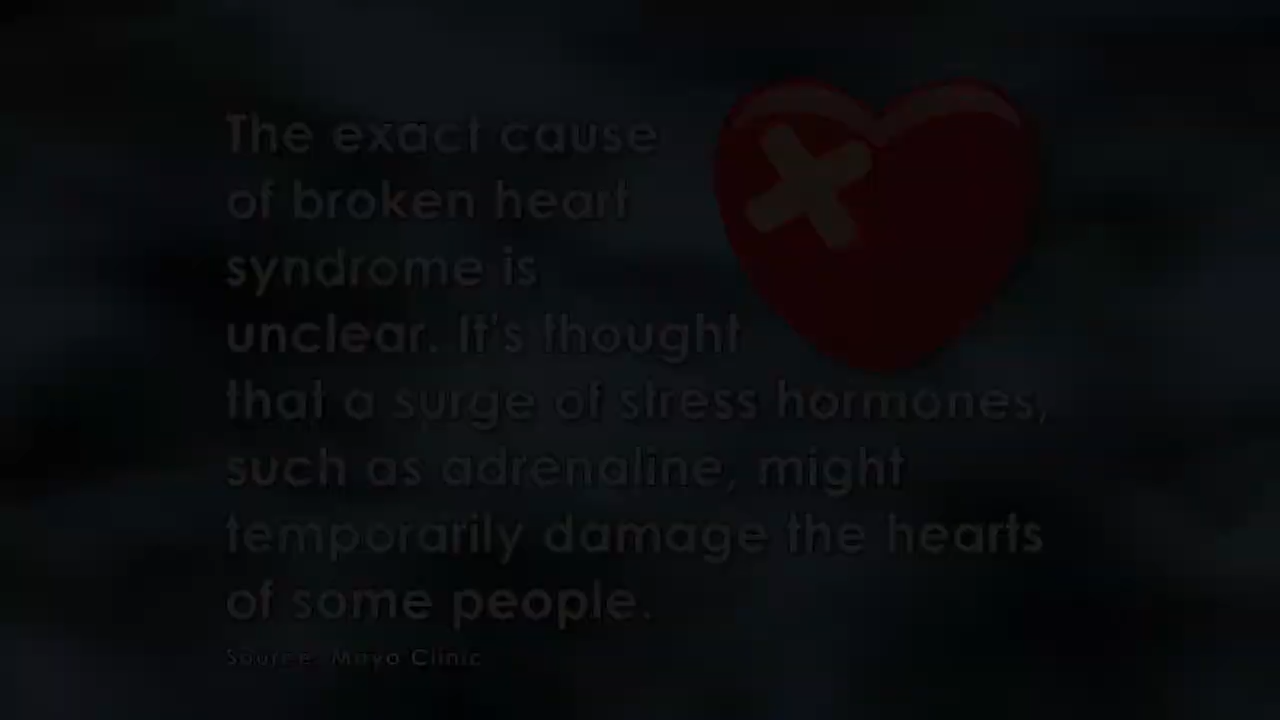 The exact cause
of broken heart
syndrome is
unclear. It's thought
that a surge of stress hormones,
such as adrenaline, might
temporarily damage the hearts
of some people.
Source: Mayo Clinic